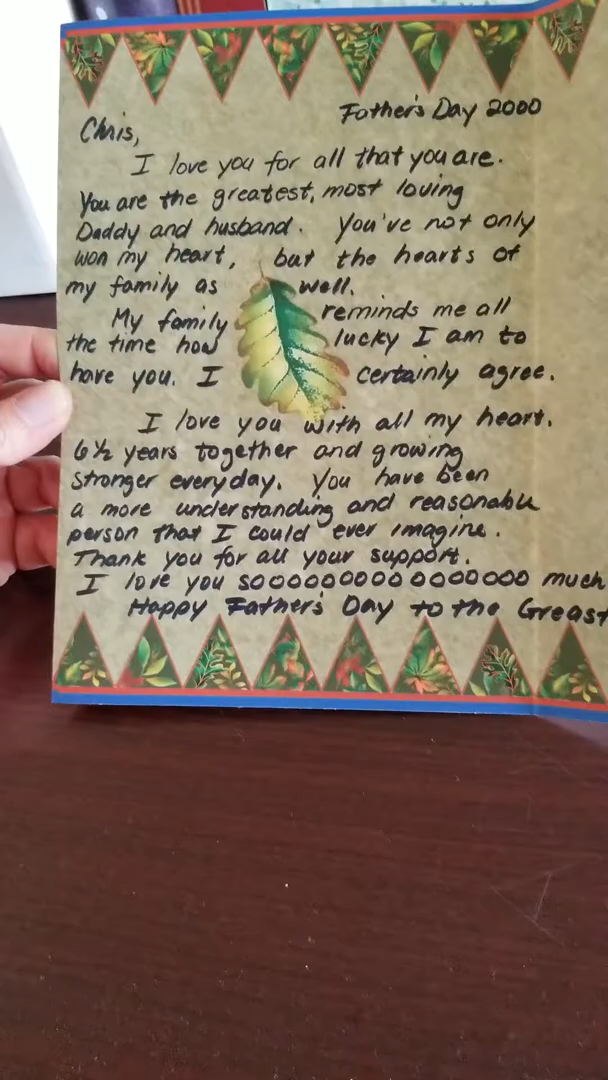 Father's Day 2000
Chris,
I love you for all that you are.
You are the greatest, most loving
Daddy and husband. You've not only
won my heart, but the hearts of
my family as well.
My family reminds me all
the time how lucky I am to
have you. I certainly agree.
I love you with all my heart.
6½ years together and growing
stronger everyday. You have been
a more understanding and reasonable
person that I could ever imagine.
Thank you for all your support.
I love you sooooooooooooooooo much
Happy Father's Day to the Greast